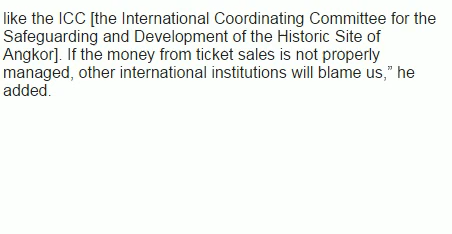 like the ICC [the International Coordinating Committee for the
Safeguarding and Development of the Historic Site of
Angkor]. If the money from ticket sales is not properly
managed, other international institutions will blame us,” he
added.